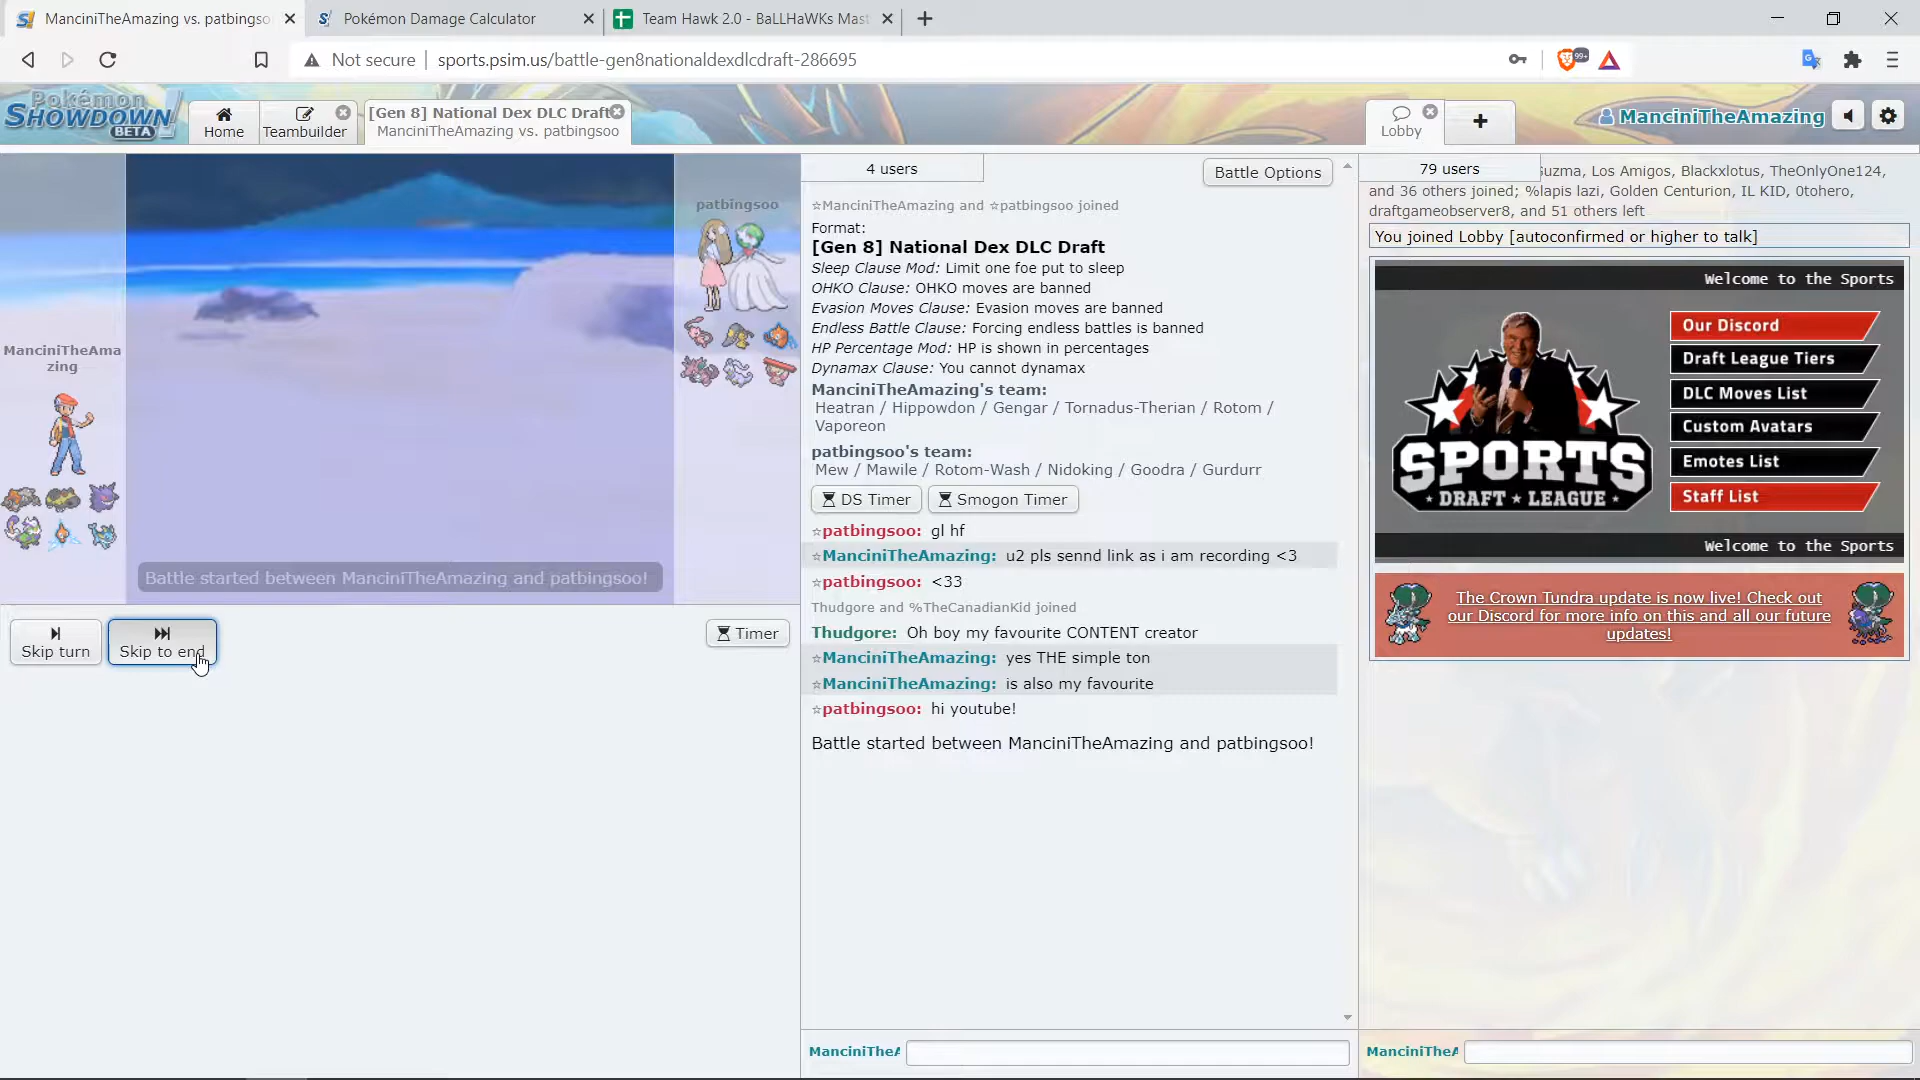 ManciniTheAmazing vs. patbingso
Pokémon Damage Calculator
Team Hawk 2.0 - BaLLHaWKs Mast
Not secure
sports.psim.us/battle-gen8nationaldexdlcdraft-286695
99+
Pokémon
SHOWDOWN
BETA
Home
Teambuilder
[Gen 8] National Dex DLC Draft
ManciniTheAmazing vs. patbingsoo
Lobby
ManciniTheAmazing
patbingsoo
ManciniTheAma
zing
Battle started between ManciniTheAmazing and patbingsoo!
Skip turn
Skip to end
Timer
4 users
Battle Options
☆ManciniTheAmazing and ☆patbingsoo joined
Format:
[Gen 8] National Dex DLC Draft
Sleep Clause Mod: Limit one foe put to sleep
OHKO Clause: OHKO moves are banned
Evasion Moves Clause: Evasion moves are banned
Endless Battle Clause: Forcing endless battles is banned
HP Percentage Mod: HP is shown in percentages
Dynamax Clause: You cannot dynamax
ManciniTheAmazing's team:
Heatran / Hippowdon / Gengar / Tornadus-Therian / Rotom /
Vaporeon
patbingsoo's team:
Mew / Mawile / Rotom-Wash / Nidoking / Goodra / Gurdurr
DS Timer
Smogon Timer
☆patbingsoo: gl hf
☆ManciniTheAmazing: u2 pls sennd link as i am recording <3
☆patbingsoo: <33
Thudgore and %TheCanadianKid joined
Thudgore: Oh boy my favourite CONTENT creator
☆ManciniTheAmazing: yes THE simple ton
☆ManciniTheAmazing: is also my favourite
☆patbingsoo: hi youtube!
Battle started between ManciniTheAmazing and patbingsoo!
Mancini​TheA
79 users
Guzma, Los Amigos, Blackxlotus, TheOnlyOne124,
and 36 others joined; %lapis lazi, Golden Centurion, IL KID, 0tohero,
draftgameobserver8, and 51 others left
You joined Lobby [autoconfirmed or higher to talk]
Welcome to the Sports
SPORTS
DRAFT ★ LEAGUE
Our Discord
Draft League Tiers
DLC Moves List
Custom Avatars
Emotes List
Staff List
Welcome to the Sports
The Crown Tundra update is now live! Check out
our Discord for more info on this and all our future
updates!
MancinitheA